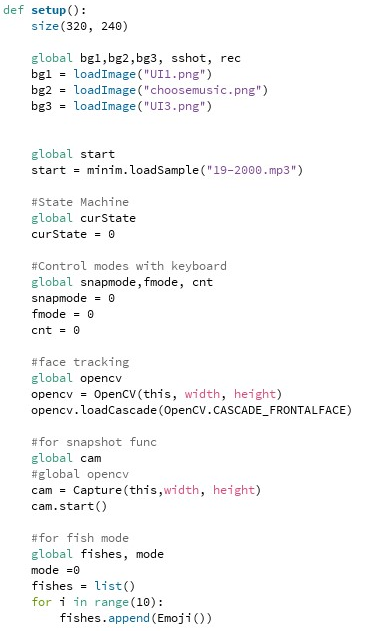 def setup():
    size(320, 240)
    global bg1,bg2,bg3, sshot, rec
    bg1 = loadImage("UI1.png")
    bg2 = loadImage("choosemusic.png")
    bg3 = loadImage("UI3.png")
    global start
    start = minim.loadSample("19-2000.mp3")
    #State Machine
    global curState
    curState = 0
    #Control modes with keyboard
    global snapmode,fmode, cnt
    snapmode = 0
    fmode = 0
    cnt = 0
    #face tracking
    global opencv
    opencv = OpenCV(this, width, height)
    opencv.loadCascade(OpenCV.CASCADE_FRONTALFACE)
    #for snapshot func
    global cam
    #global opencv
    cam = Capture(this,width, height)
    cam.start()
    #for fish mode
    global fishes, mode
    mode =0
    fishes = list()
    for i in range(10):
        fishes.append(Emoji())